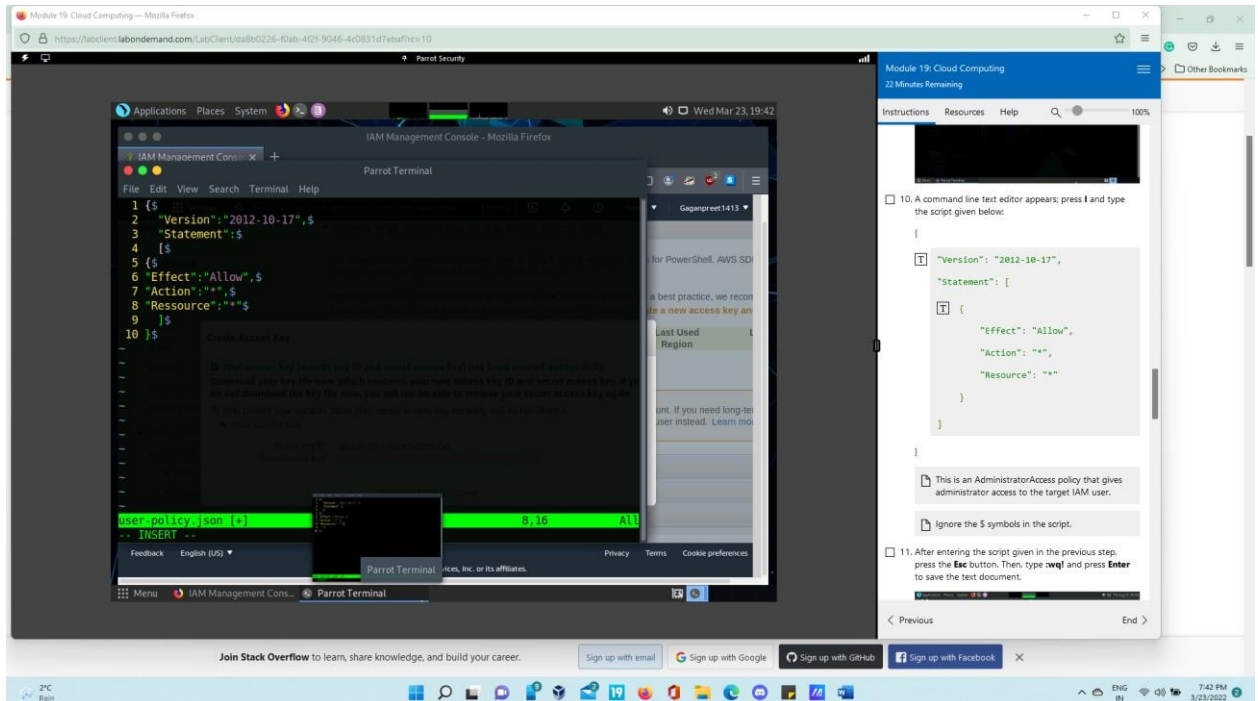 Module 19: Cloud Computing — Mozilla Firefox
https://labclient.labondemand.com/LabClient/da8b0226-f0ab-4f2f-9046-4c0831d7ebaf?rc=10
Other Bookmarks
Parrot Security
Applications Places System
Wed Mar 23, 19:42
IAM Management Console - Mozilla Firefox
IAM Management Conso
Parrot Terminal
File Edit View Search Terminal Help
Gaganpreet1413
1 {$
2 "Version":"2012-10-17",$
3 "Statement":$
4 [$
5 {$
6 "Effect":"Allow",$
7 "Action":"*",$
8 "Ressource":"*"$
9 ]$
10 }$
~
for PowerShell, AWS SD
a best practice, we recon
de a new access key an
Last Used
Region
Create Access Key
unt. If you need long-te
user instead. Learn mo
user-policy.json [+] 8,16 All
-- INSERT --
Feedback English (US) Privacy Terms Cookie preferences
Parrot Terminal
vices, Inc. or its affiliates.
Menu IAM Management Cons... Parrot Terminal
Module 19: Cloud Computing
22 Minutes Remaining
Instructions Resources Help 100%
10. A command line text editor appears; press I and type
the script given below:
{
T "Version": "2012-10-17",
"Statement": [
T {
"Effect": "Allow",
"Action": "*",
"Resource": "*"
}
]
}
This is an AdministratorAccess policy that gives
administrator access to the target IAM user.
Ignore the $ symbols in the script.
11. After entering the script given in the previous step,
press the Esc button. Then, type :wq! and press Enter
to save the text document.
< Previous End >
Join Stack Overflow to learn, share knowledge, and build your career. Sign up with email Sign up with Google Sign up with GitHub Sign up with Facebook
2°C
Rain
ENG
IN
7:42 PM
3/23/2022